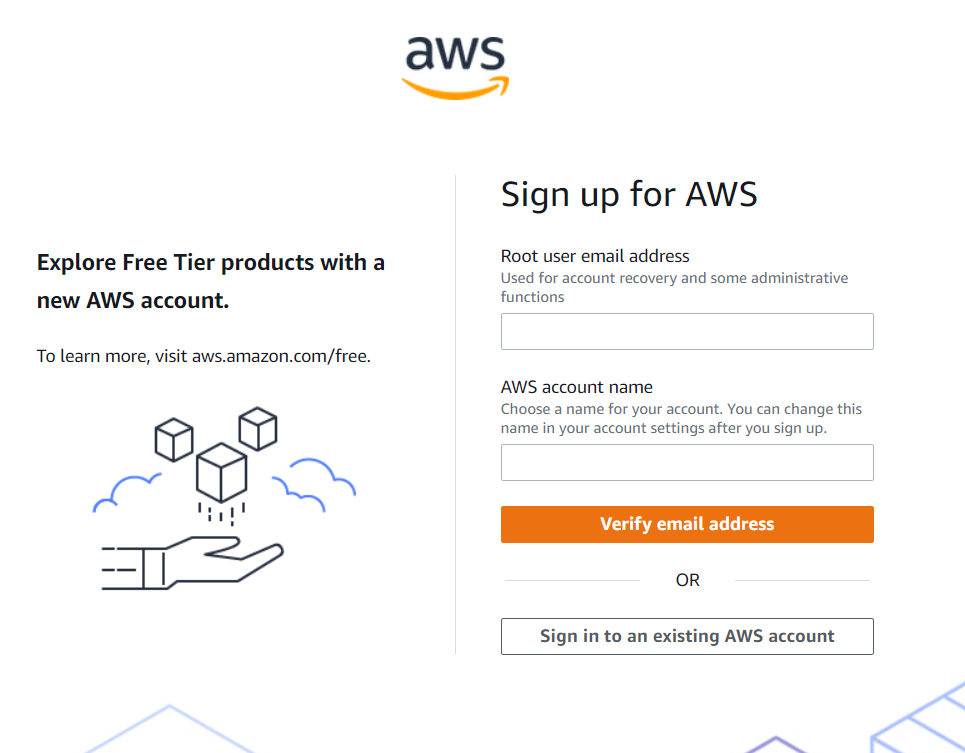 aws
Explore Free Tier products with a
new AWS account.
To learn more, visit aws.amazon.com/free.
Sign up for AWS
Root user email address
Used for account recovery and some administrative
functions
AWS account name
Choose a name for your account. You can change this
name in your account settings after you sign up.
Verify email address
OR
Sign in to an existing AWS account